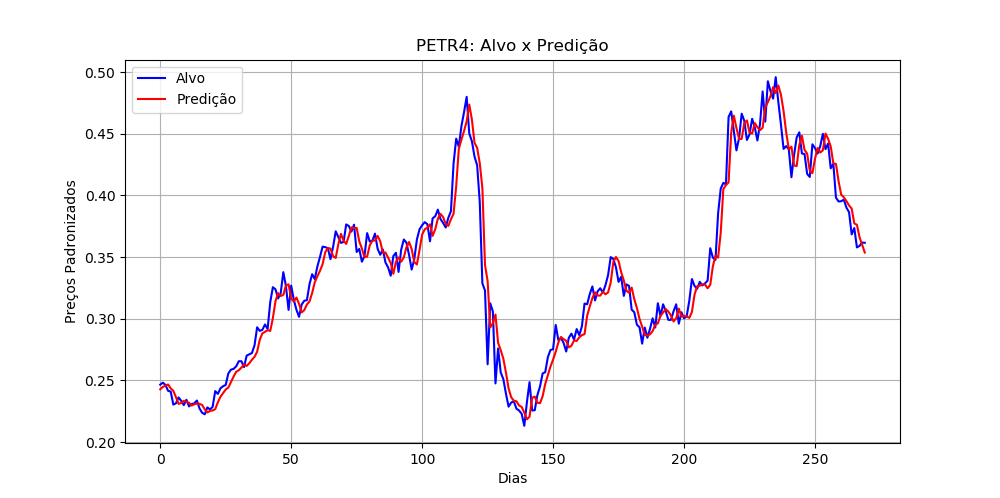 PETR4: Alvo x Predição
Alvo
Predição
0.50
0.45
0.40
0.35
0.30
0.25
0.20
Preços Padronizados
0 50 100 150 200 250
Dias